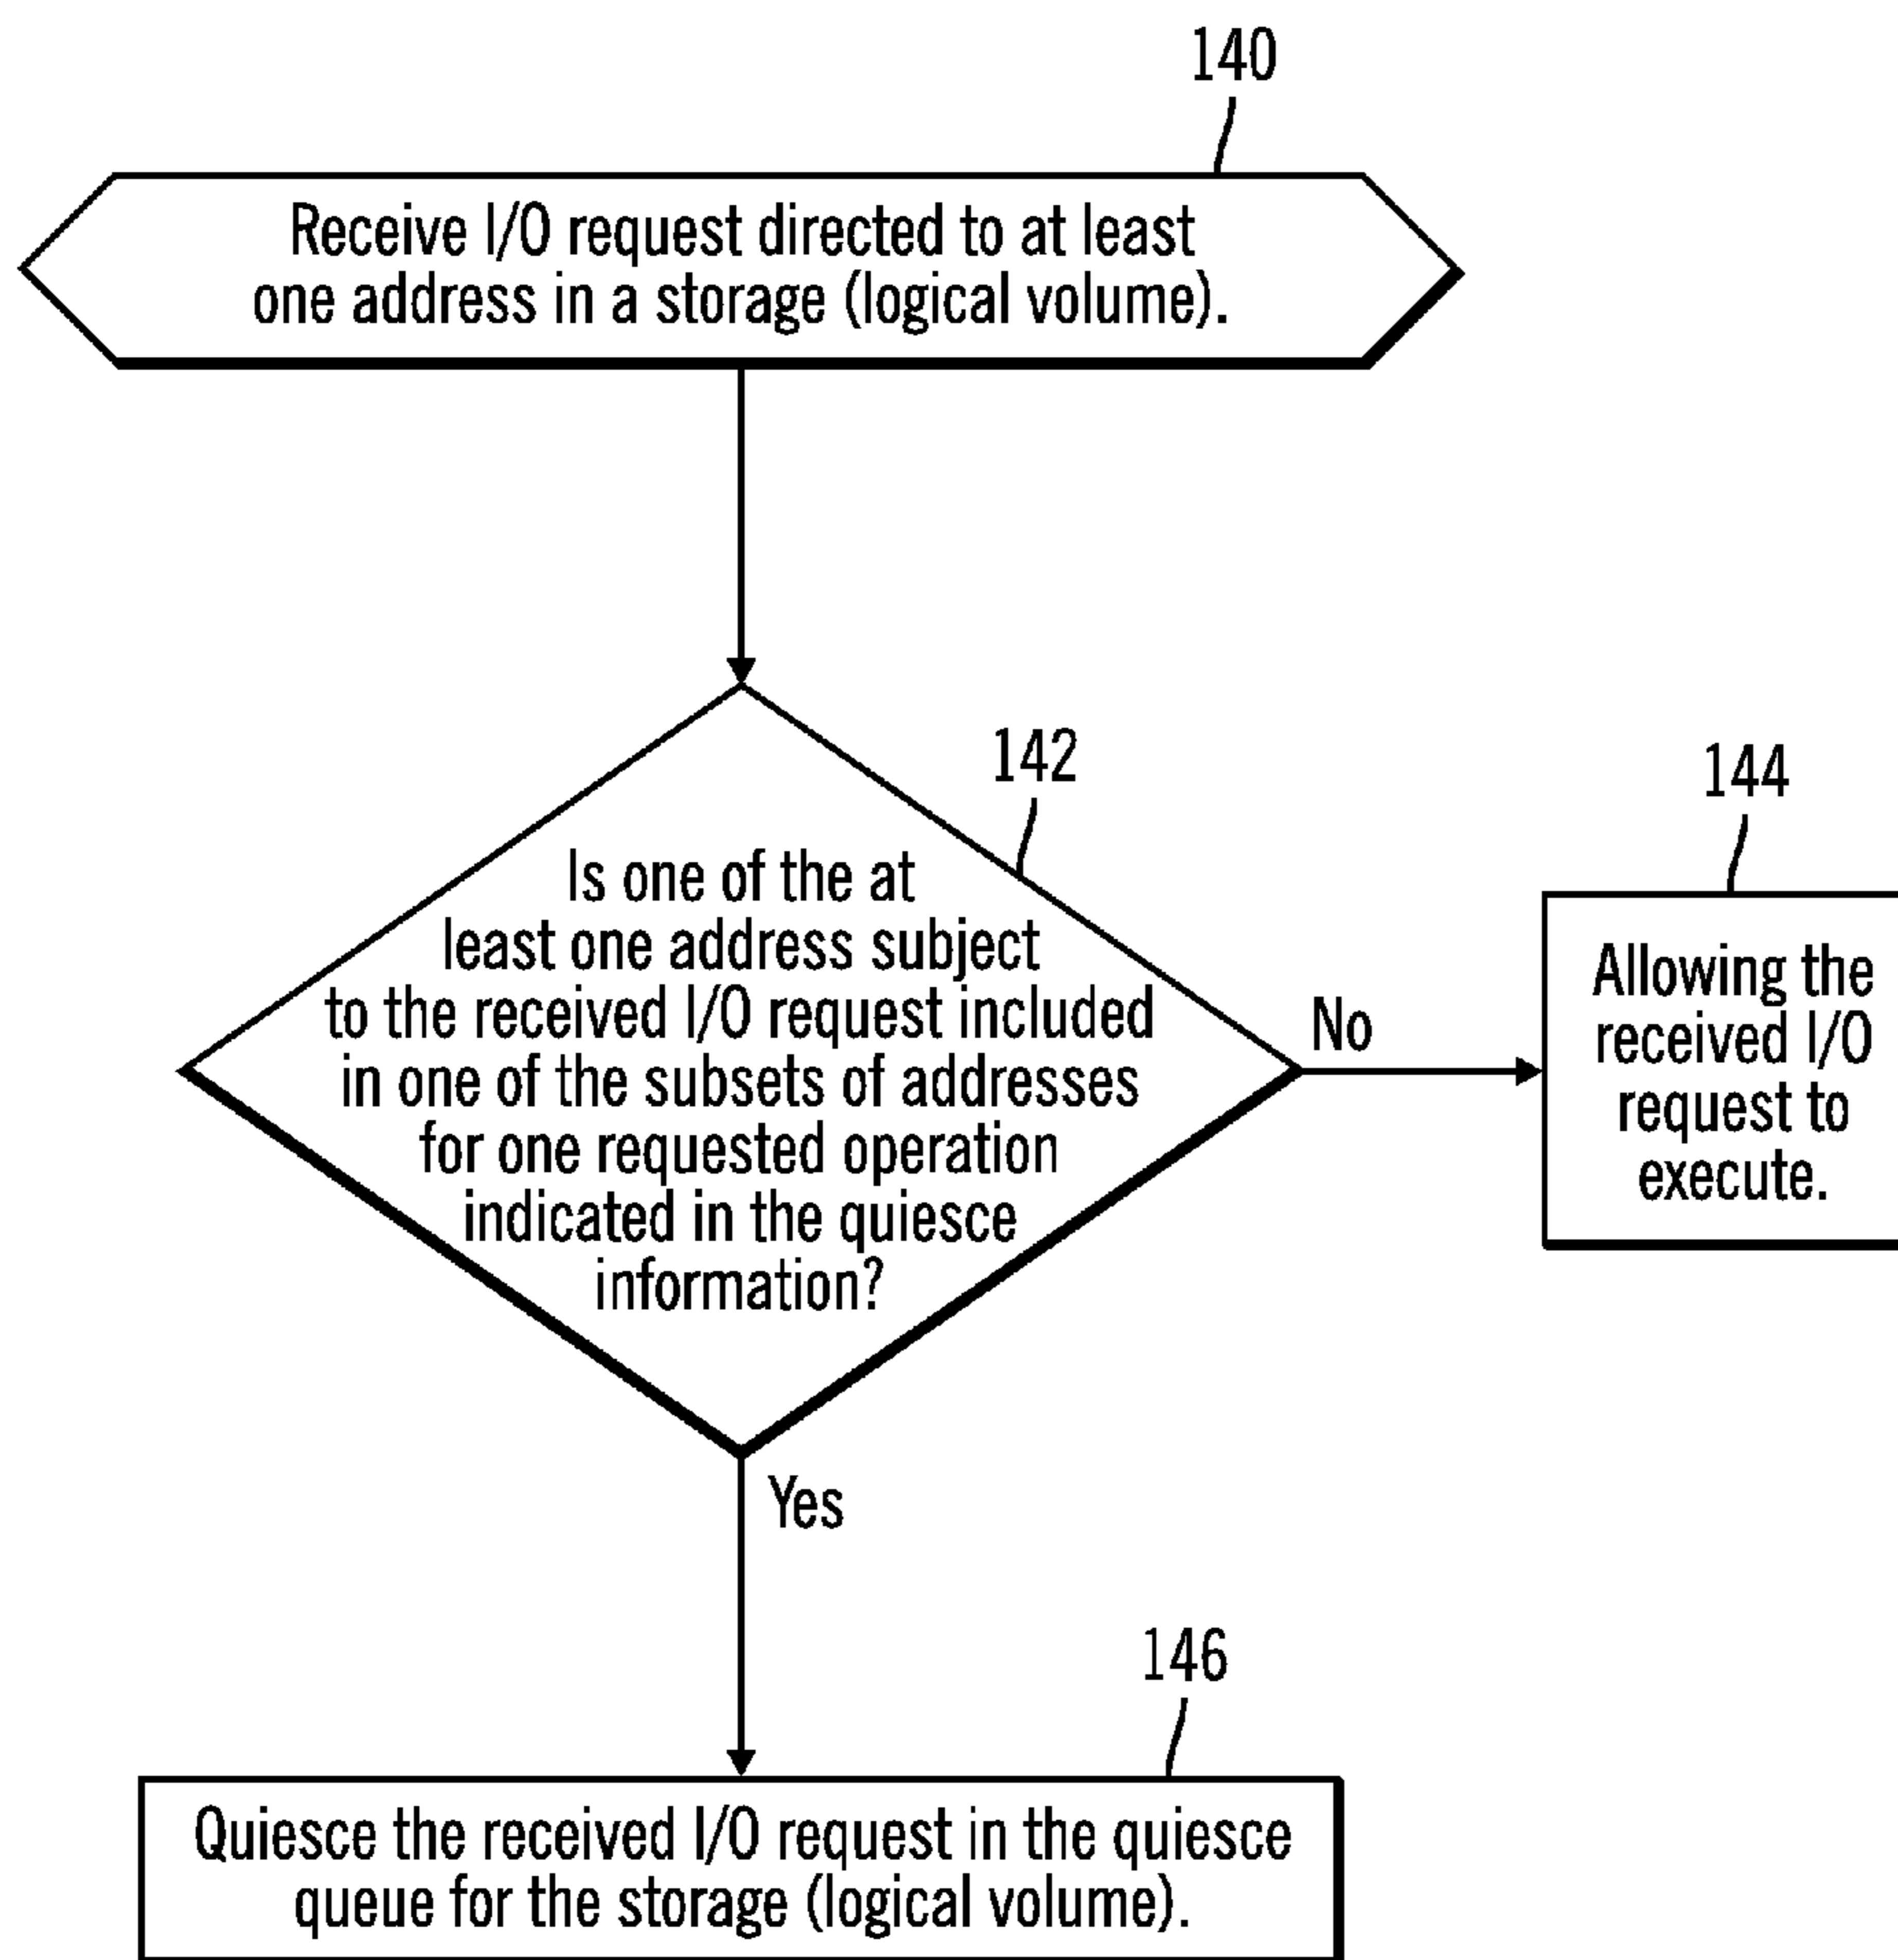 140
Receive I/O request directed to at least
one address in a storage (logical volume).
142
Is one of the at
least one address subject
to the received I/O request included
in one of the subsets of addresses
for one requested operation
indicated in the quiesce
information?
No
144
Allowing the
received I/O
request to
execute.
Yes
146
Quiesce the received I/O request in the quiesce
queue for the storage (logical volume).